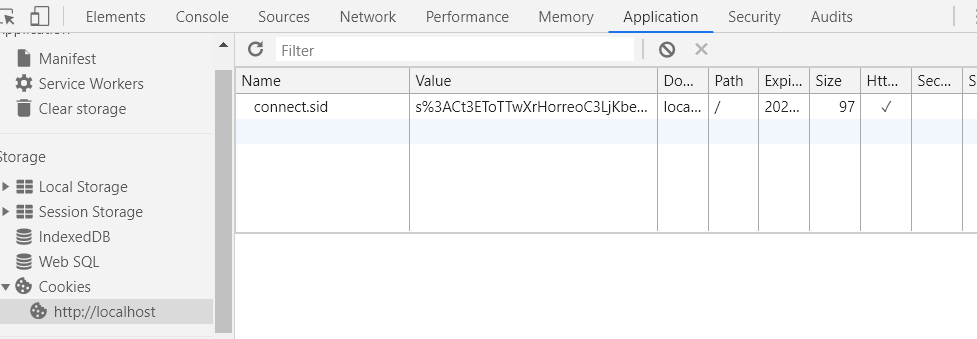 Elements Console Sources Network Performance Memory Application Security Audits
Application
Manifest
Service Workers
Clear storage
Storage
Local Storage
Session Storage
IndexedDB
Web SQL
Cookies
http://localhost
Filter
Name Value Do... Path Expi... Size Htt... Sec... S
connect.sid s%3ACt3EToTTwXrHorreoC3LjKbe... loca... / 202... 97 ✓